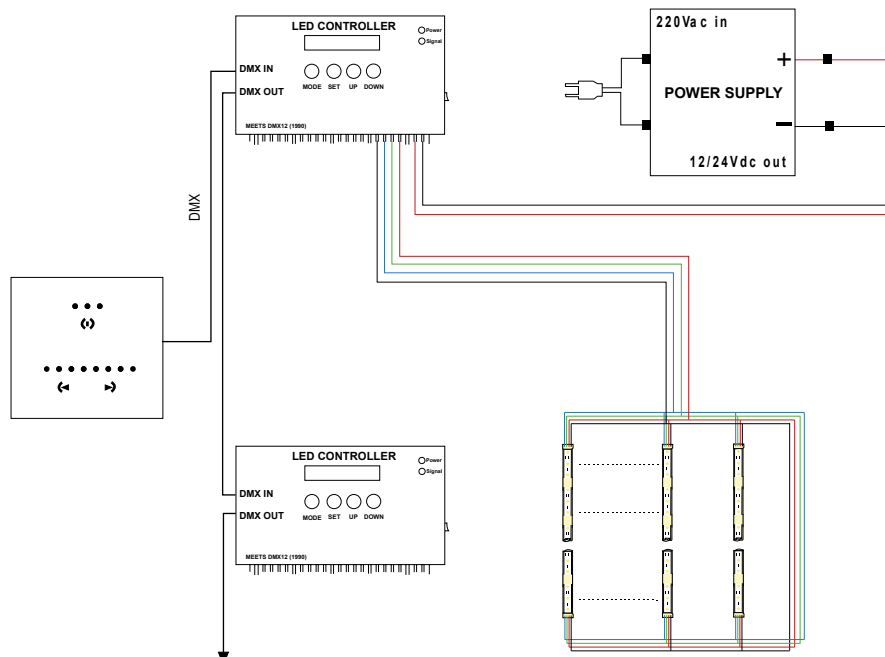 LED CONTROLLER
Power
Signal
DMX IN
DMX OUT
MODE SET UP DOWN
MEETS DMX12 (1990)
220Vac in
+
POWER SUPPLY
−
12/24Vdc out
DMX
LED CONTROLLER
Power
Signal
DMX IN
DMX OUT
MODE SET UP DOWN
MEETS DMX12 (1990)